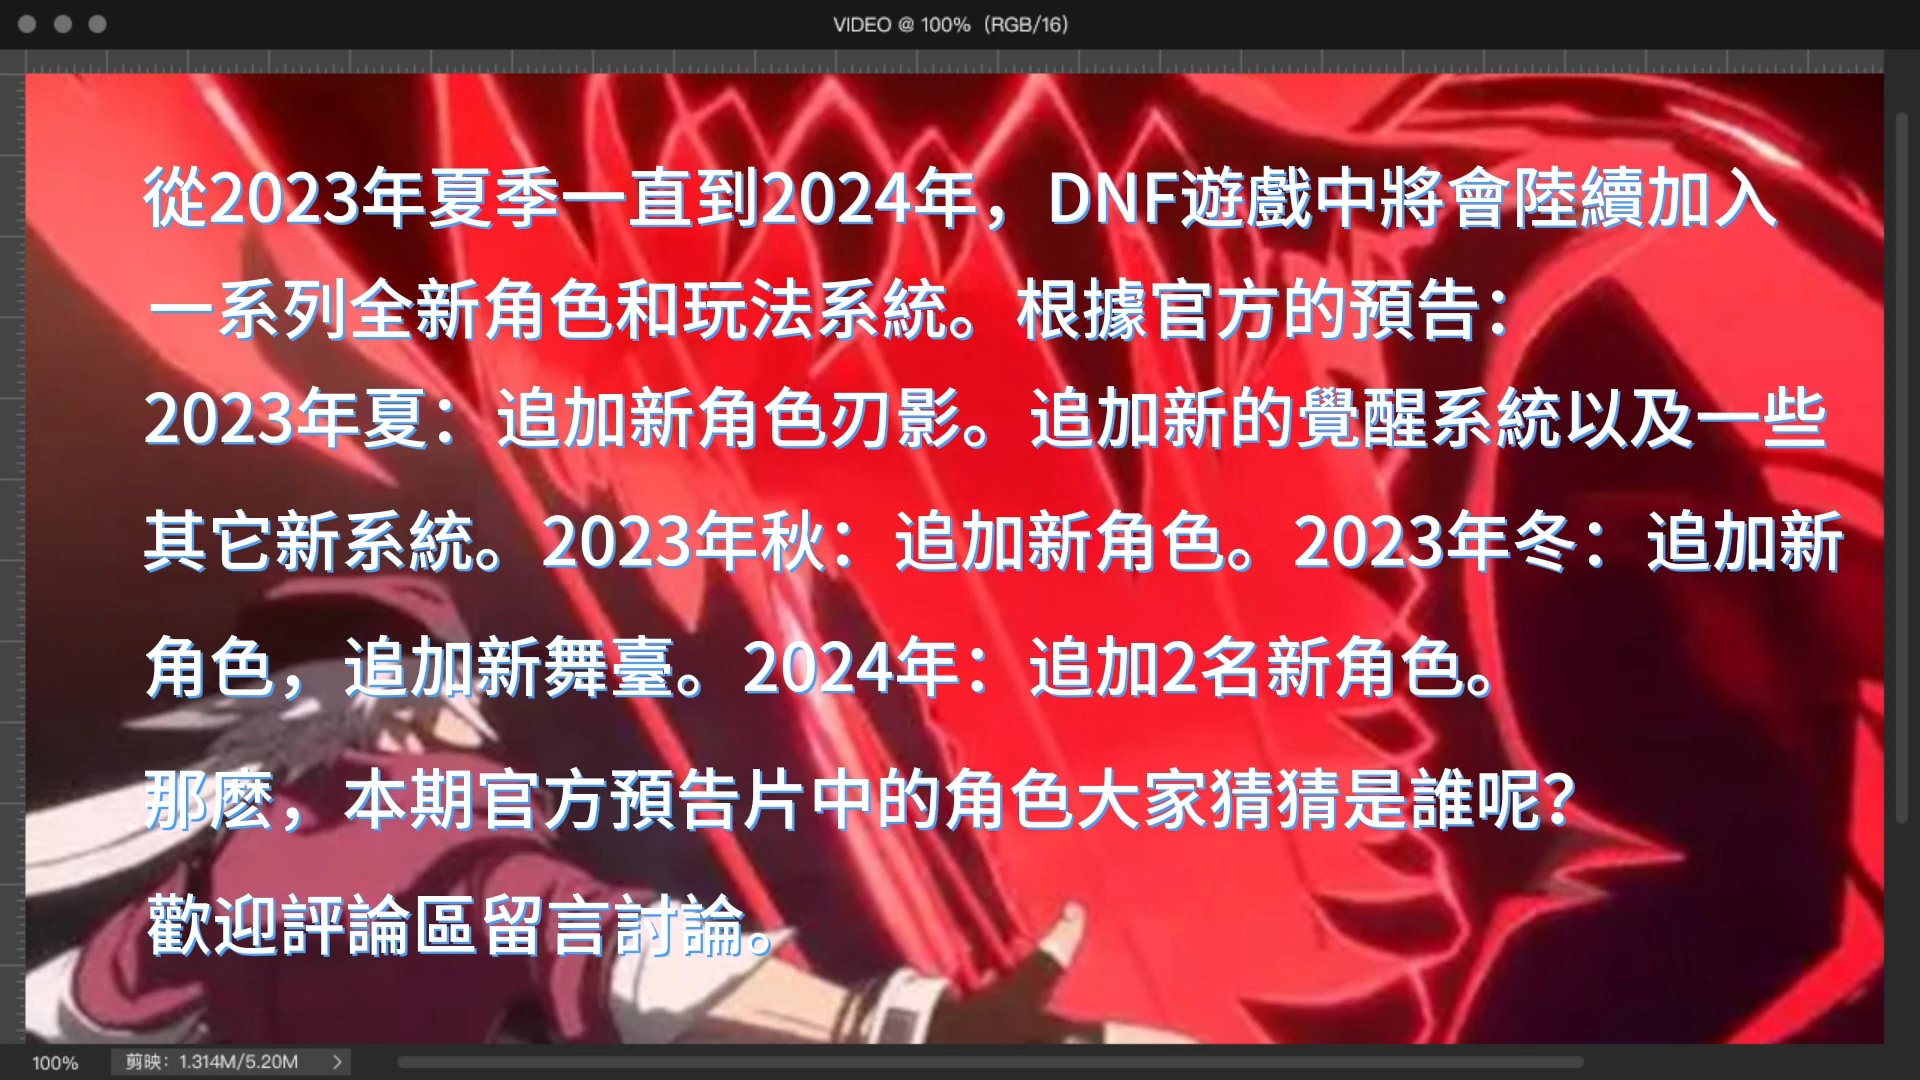 VIDEO @ 100% (RGB/16)
從2023年夏季一直到2024年，DNF遊戲中將會陸續加入
一系列全新角色和玩法系統。根據官方的預告：
2023年夏：追加新角色刃影。追加新的覺醒系統以及一些
其它新系統。2023年秋：追加新角色。2023年冬：追加新
角色，追加新舞臺。2024年：追加2名新角色。
那麽，本期官方預告片中的角色大家猜猜是誰呢？
歡迎評論區留言討論。
100%
剪映：1.314M/5.20M